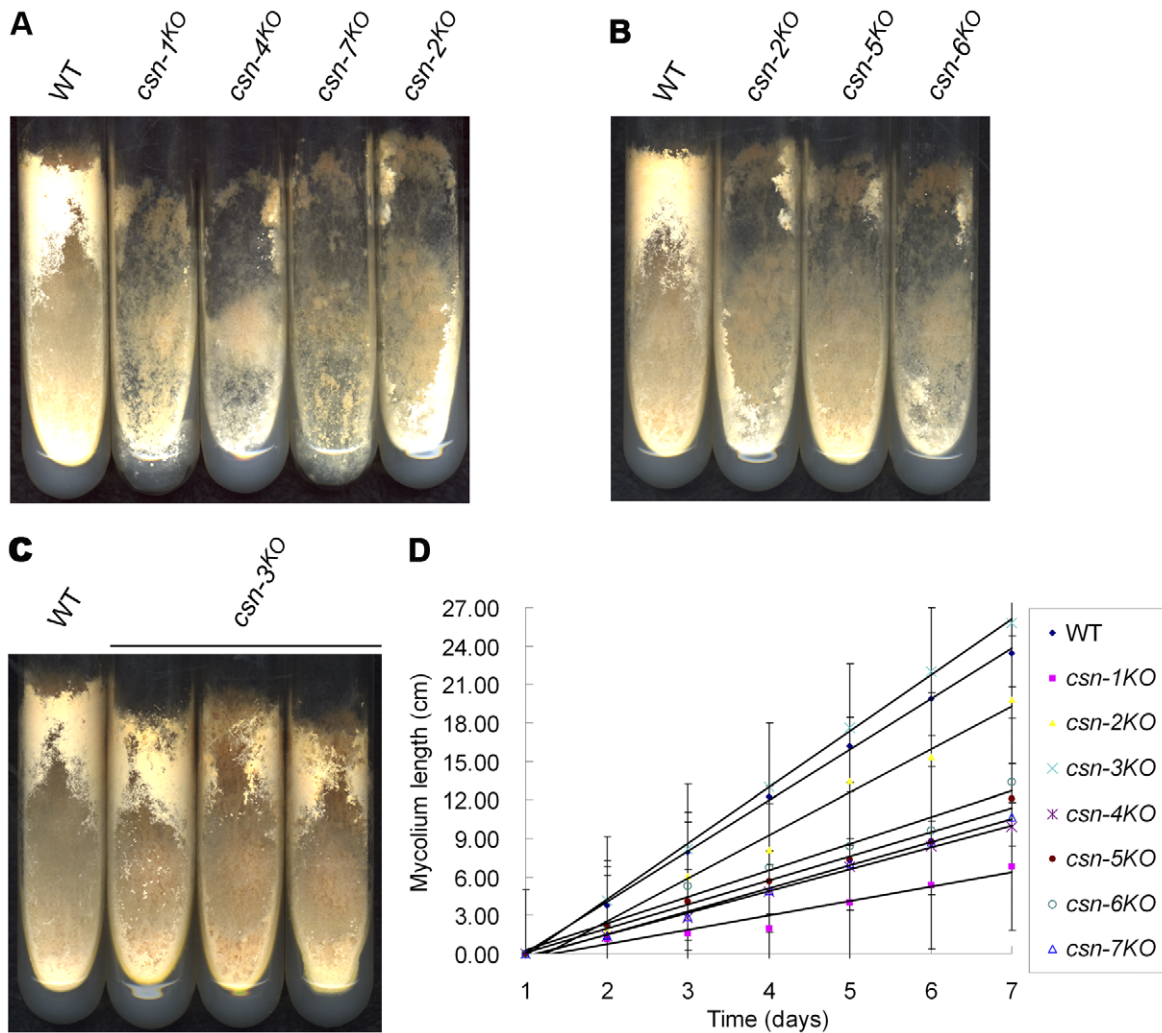 A
WT
csn-1KO
csn-4KO
csn-7KO
csn-2KO
B
WT
csn-2KO
csn-5KO
csn-6KO
C
WT
csn-3KO
D
Mycolium length (cm)
27.00
24.00
21.00
18.00
15.00
12.00
9.00
6.00
3.00
0.00
1 2 3 4 5 6 7
Time (days)
WT
csn-1KO
csn-2KO
csn-3KO
csn-4KO
csn-5KO
csn-6KO
csn-7KO